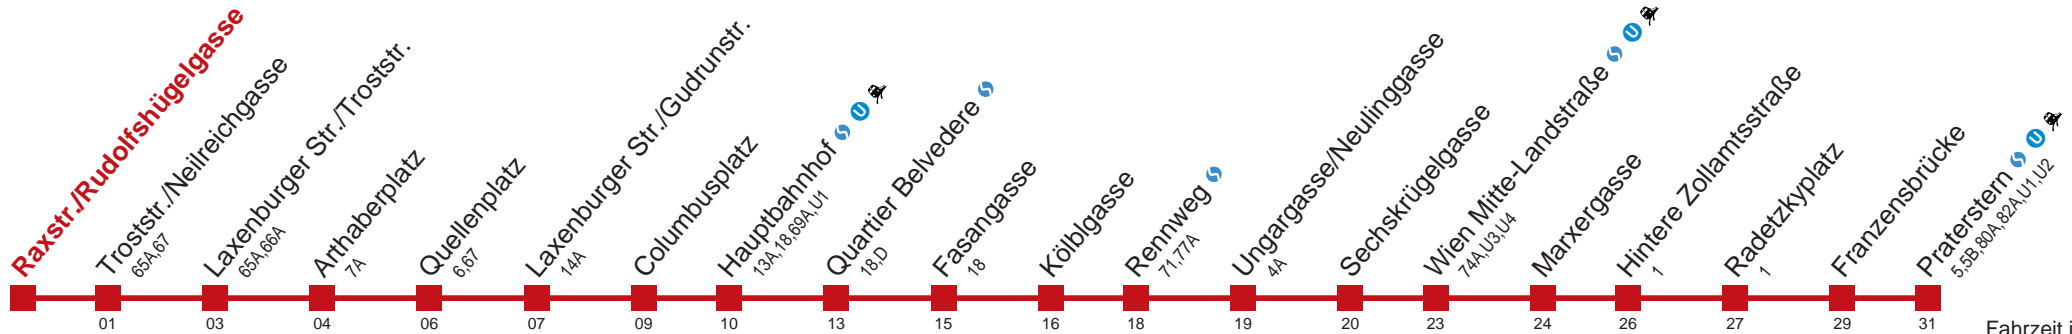 Raxstr./Rudolfshügelgasse
Troststr./Neilreichgasse
65A,67
Laxenburger Str./Troststr.
65A,66A
Arthaberplatz
7A
Quellenplatz
6,67
Laxenburger Str./Gudrunstr.
14A
Columbusplatz
Hauptbahnhof S U
13A,18,69A,U1
Quartier Belvedere S
18,D
Fasangasse
18
Kölblgasse
Rennweg S
71,77A
Ungargasse/Neulinggasse
4A
Sechskrügelgasse
Wien Mitte-Landstraße S U
74A,U3,U4
Marxergasse
Hintere Zollamtsstraße
1
Radetzkyplatz
1
Franzensbrücke
Praterstern S U
5,5B,80A,82A,U1,U2
01 03 04 06 07 09 10 13 15 16 18 19 20 23 24 26 27 29 31
Fahrzeit